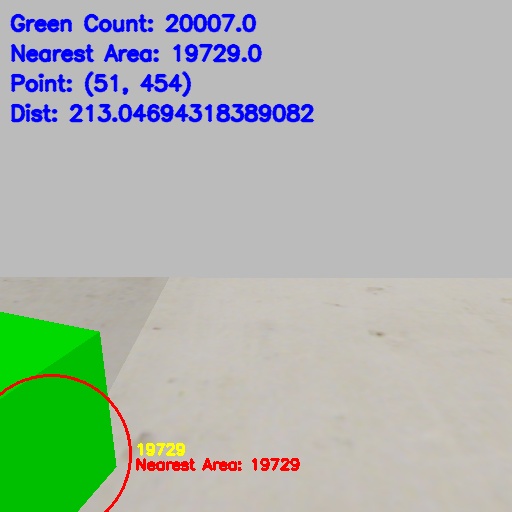 Green Count: 20007.0
Nearest Area: 19729.0
Point: (51, 454)
Dist: 213.04694318389082
19729
Nearest Area: 19729